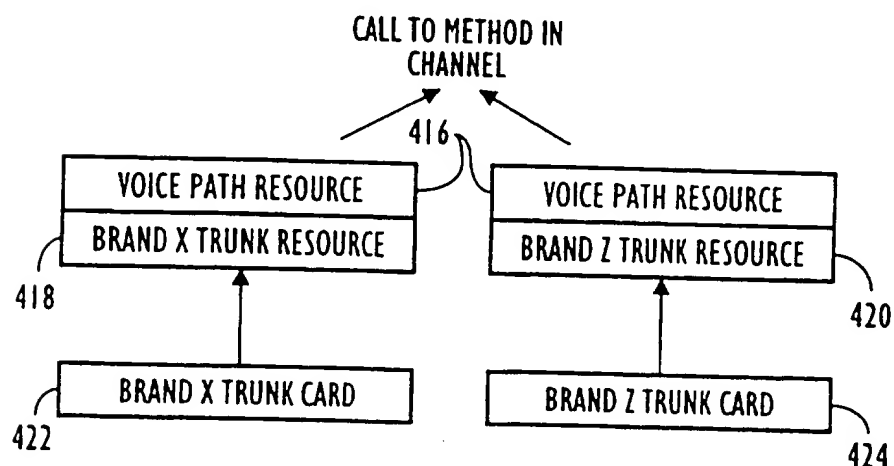 CALL TO METHOD IN
CHANNEL
416
VOICE PATH RESOURCE
BRAND X TRUNK RESOURCE
418
VOICE PATH RESOURCE
BRAND Z TRUNK RESOURCE
420
BRAND X TRUNK CARD
422
BRAND Z TRUNK CARD
424